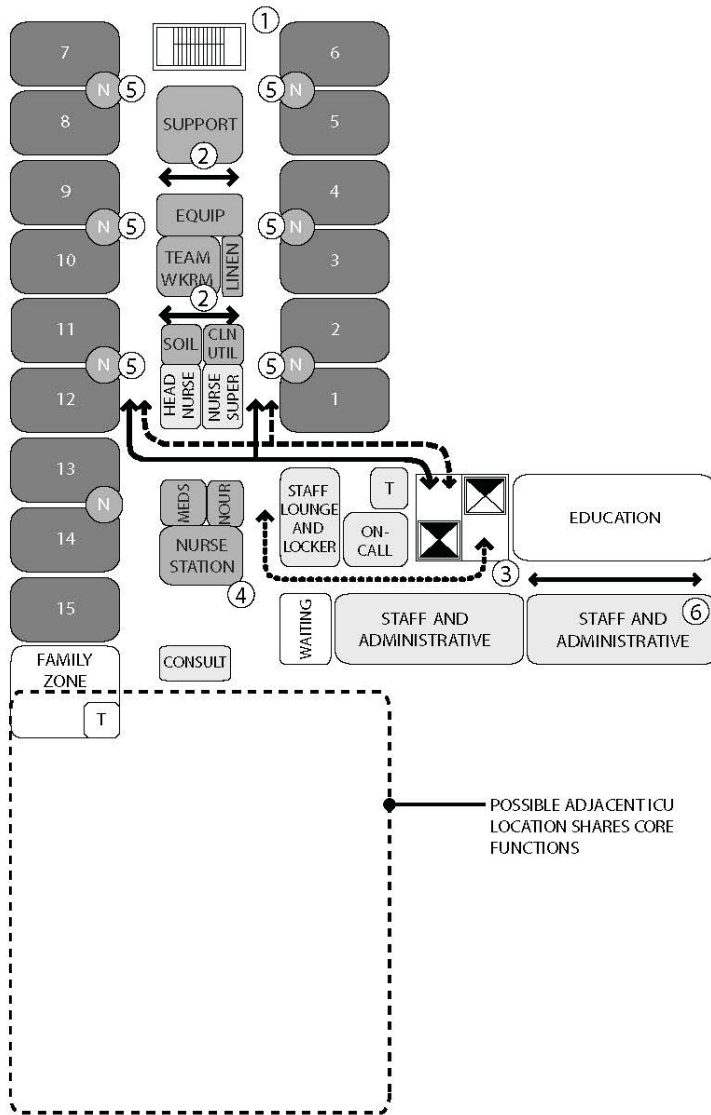 1
7
6
N
5
5
N
8
SUPPORT
5
2
9
4
EQUIP
N
5
5
N
10
TEAM
WKRM
LINEN
3
2
11
2
SOIL
CLN
UTIL
N
5
5
N
12
HEAD
NURSE
NURSE
SUPER
1
13
MEDS
NOUR
STAFF
LOUNGE
AND
LOCKER
T
EDUCATION
N
14
NURSE
STATION
ON-
CALL
3
4
15
WAITING
STAFF AND
ADMINISTRATIVE
STAFF AND
ADMINISTRATIVE
6
FAMILY
ZONE
CONSULT
T
POSSIBLE ADJACENT ICU
LOCATION SHARES CORE
FUNCTIONS